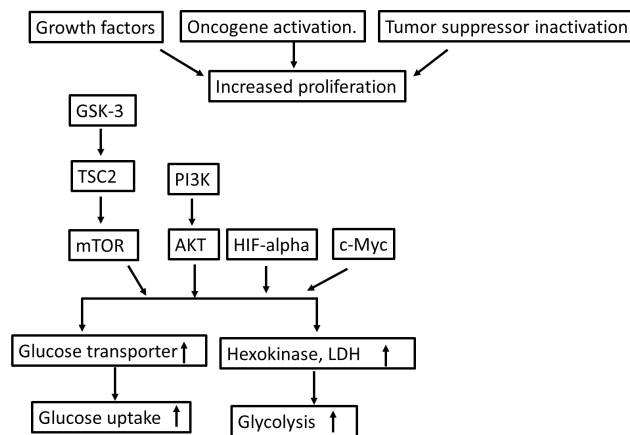 Growth factors
Oncogene activation.
Tumor suppressor inactivation
Increased proliferation
GSK-3
TSC2
PI3K
mTOR
AKT
HIF-alpha
c-Myc
Glucose transporter
Hexokinase, LDH
Glucose uptake
Glycolysis